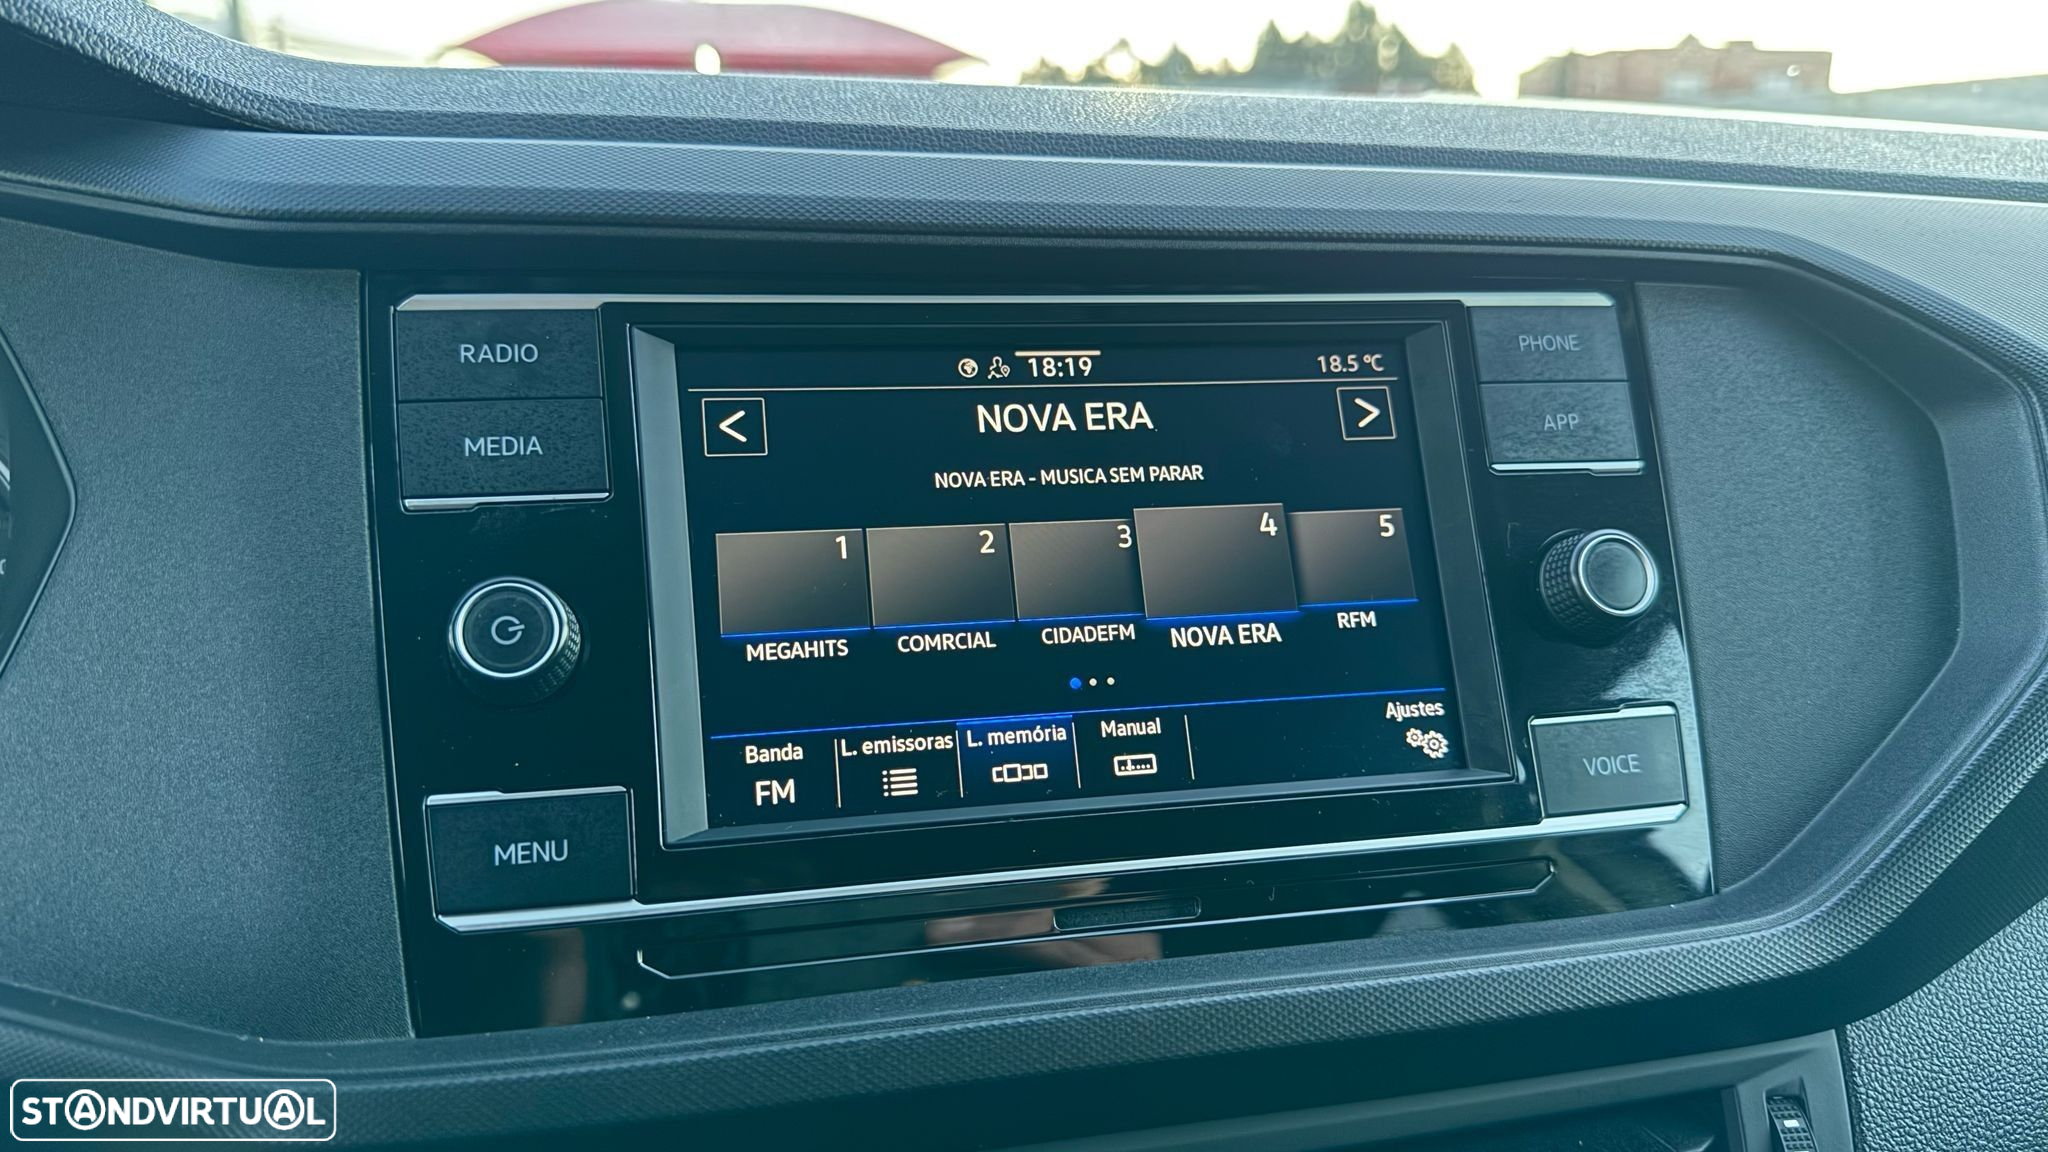 RADIO
MEDIA
MENU
18:19
18.5 °C
<
NOVA ERA
>
NOVA ERA - MUSICA SEM PARAR
1
2
3
4
5
MEGAHITS
COMRCIAL
CIDADEFM
NOVA ERA
RFM
Banda
FM
L. emissoras
L. memória
Manual
Ajustes
PHONE
APP
VOICE
STANDVIRTUAL